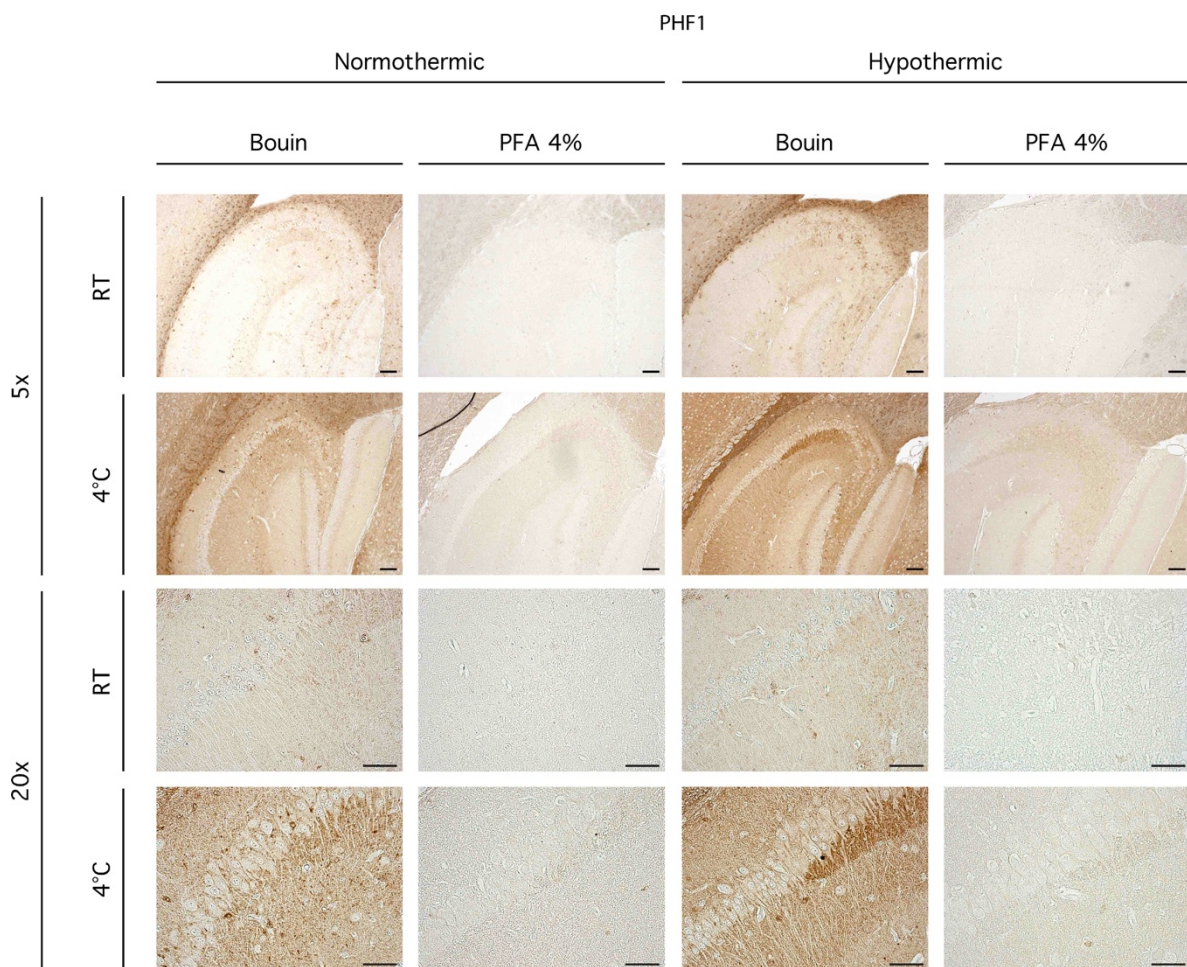 PHF1
Normothermic Hypothermic
Bouin PFA 4% Bouin PFA 4%
5x
RT
4°C
20x
RT
4°C